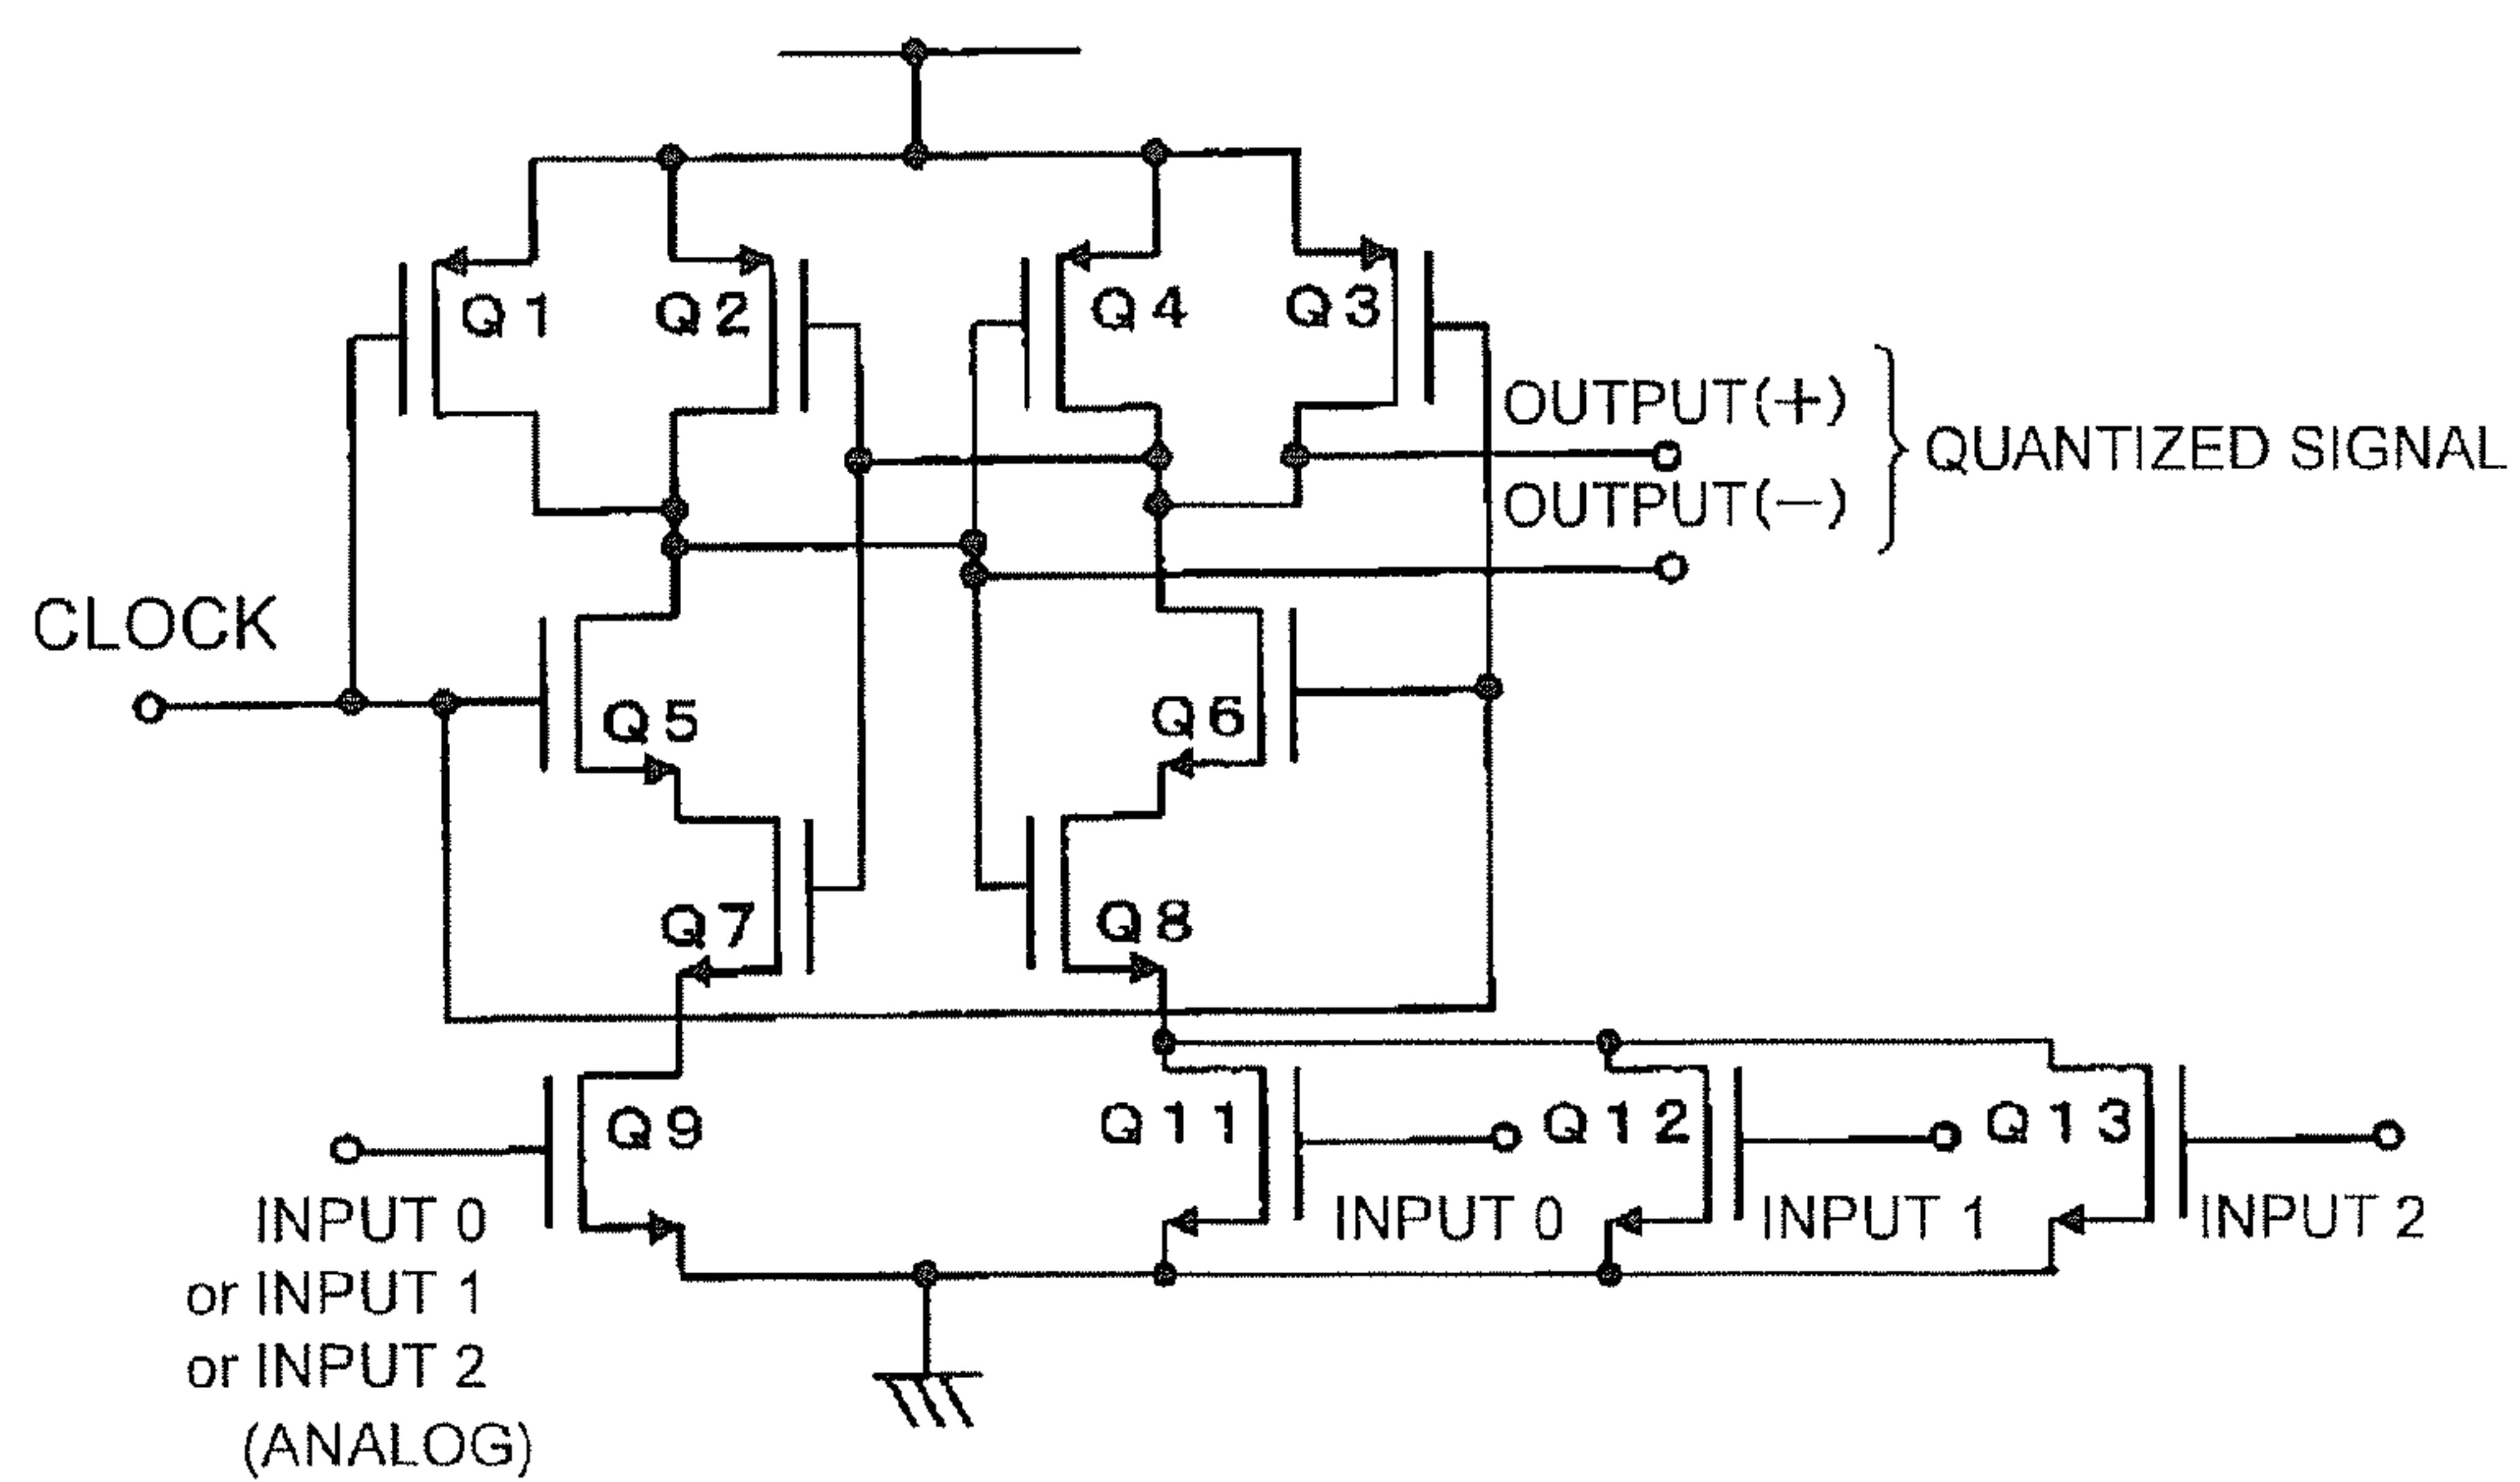 Q1
Q2
Q4
Q3
OUTPUT(+)
QUANTIZED SIGNAL
OUTPUT(−)
CLOCK
Q5
Q6
Q7
Q8
Q9
Q11
Q12
Q13
INPUT 0
or INPUT 1
or INPUT 2
(ANALOG)
INPUT 0
INPUT 1
INPUT 2